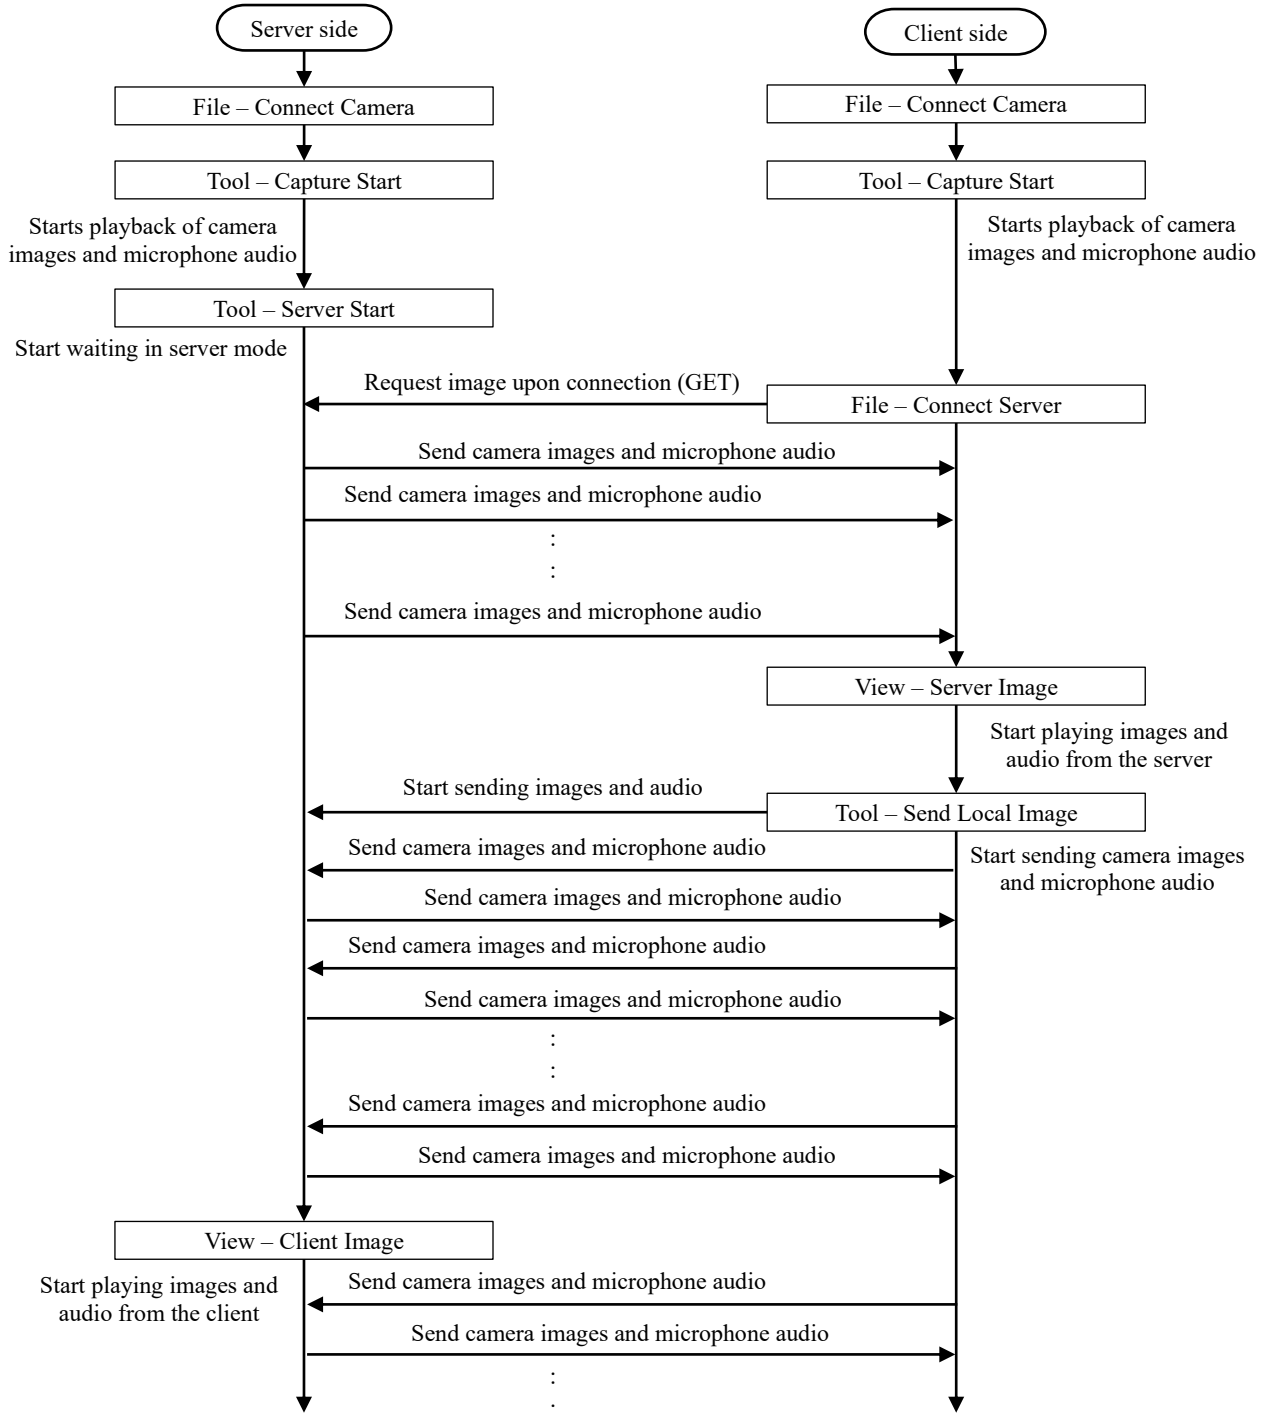 Server side
Client side
File – Connect Camera
File – Connect Camera
Tool – Capture Start
Tool – Capture Start
Starts playback of camera
images and microphone audio
Starts playback of camera
images and microphone audio
Tool – Server Start
Start waiting in server mode
Request image upon connection (GET)
File – Connect Server
Send camera images and microphone audio
Send camera images and microphone audio
:
:
Send camera images and microphone audio
View – Server Image
Start playing images and
audio from the server
Start sending images and audio
Tool – Send Local Image
Send camera images and microphone audio
Start sending camera images
and microphone audio
Send camera images and microphone audio
Send camera images and microphone audio
Send camera images and microphone audio
:
:
Send camera images and microphone audio
Send camera images and microphone audio
View – Client Image
Start playing images and
audio from the client
Send camera images and microphone audio
Send camera images and microphone audio
:
.